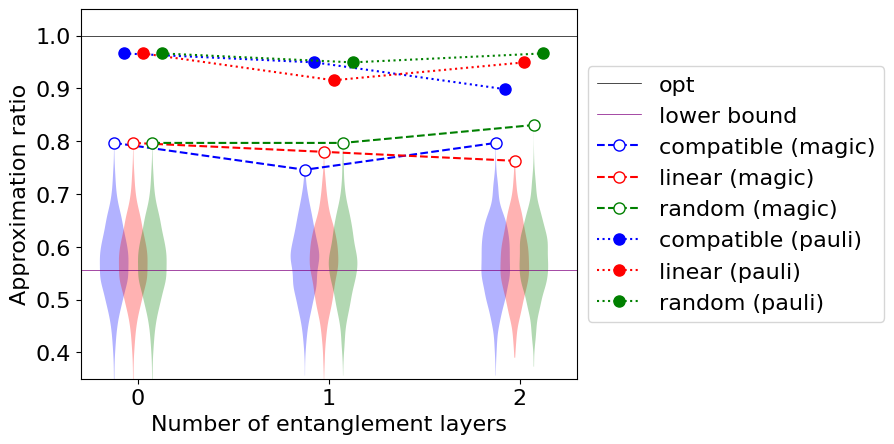 Approximation ratio
1.0
0.9
0.8
0.7
0.6
0.5
0.4
0
1
2
Number of entanglement layers
opt
lower bound
compatible (magic)
linear (magic)
random (magic)
compatible (pauli)
linear (pauli)
random (pauli)